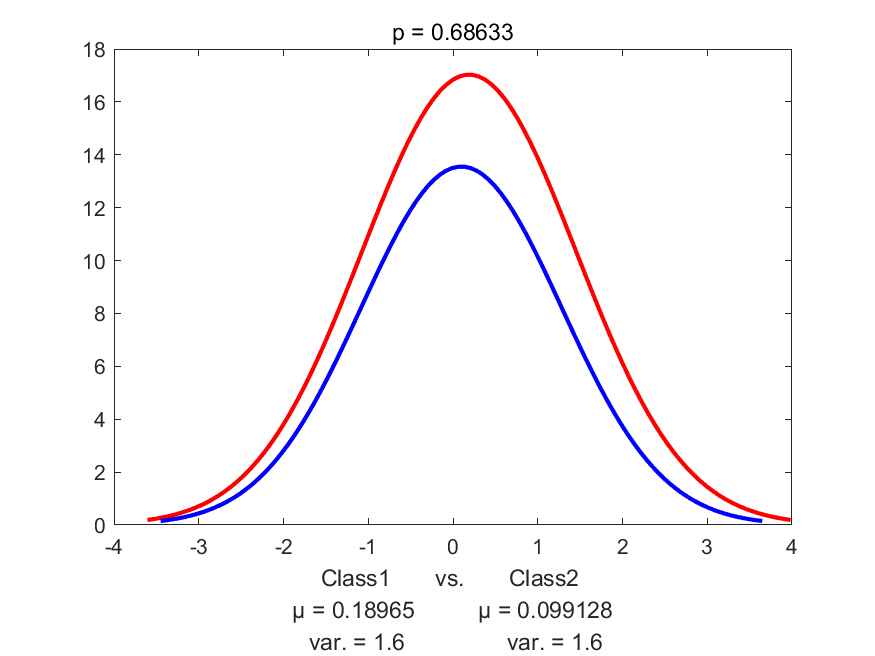 p = 0.68633
18
16
14
12
10
8
6
4
2
0
-4 -3 -2 -1 0 1 2 3 4
Class1 vs. Class2
μ = 0.18965 μ = 0.099128
var. = 1.6 var. = 1.6